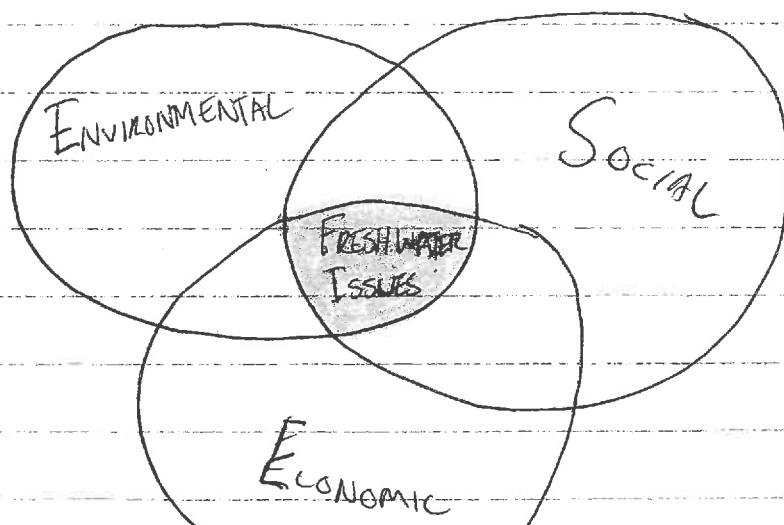 ENVIRONMENTAL
SOCIAL
FRESHWATER
ISSUES
ECONOMIC